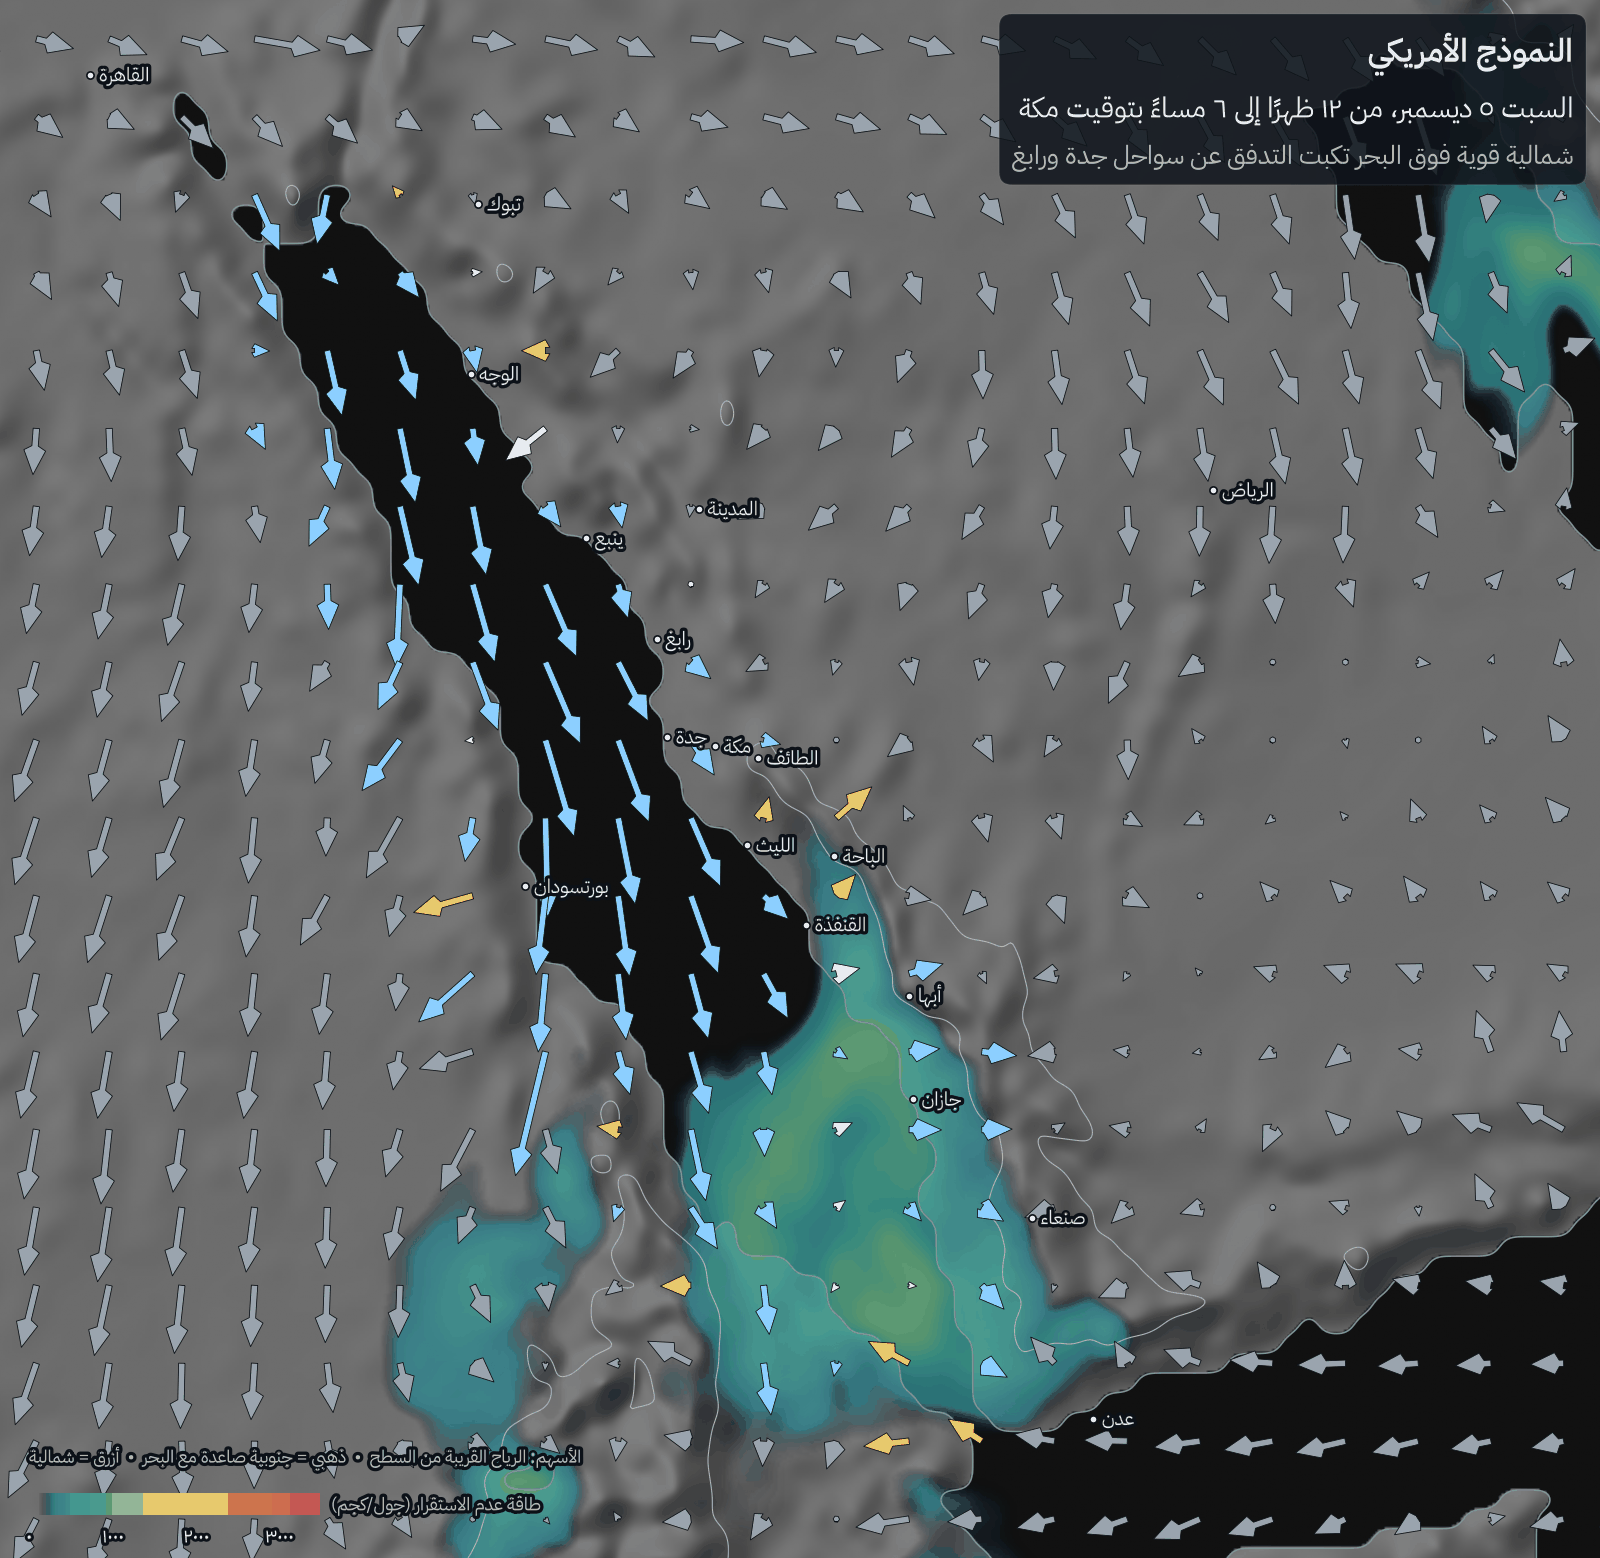 النموذج الأمريكي
السبت ٥ ديسمبر، من ١٢ ظهرًا إلى ٦ مساءً بتوقيت مكة
شمالية قوية فوق البحر تكبت التدفق عن سواحل جدة ورابغ
القاهرة
تبوك
الوجه
الرياض
المدينة
ينبع
رابغ
جدة
مكة
الطائف
الليث
الباحة
بورتسودان
القنفذة
أبها
جازان
صنعاء
عدن
الأسهم: الرياح القريبة من السطح • ذهبي = جنوبية صاعدة مع البحر • أزرق = شمالية
طاقة عدم الاستقرار (جول/كجم)
٠ ١٠٠٠ ٢٠٠٠ ٣٠٠٠